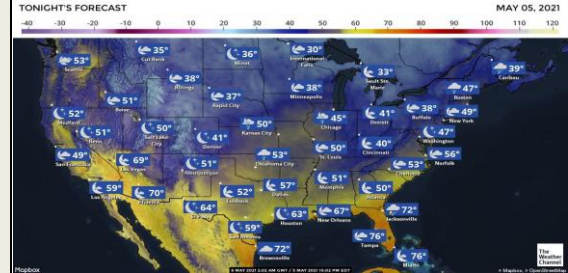 TONIGHT'S FORECAST
MAY 05, 2021
-40 -30 -20 -10 0 10 20 30 40 50 60 70 80 90 100 110 120
53°
Seattle
35°
Cut Bank
36°
Minot
30°
International
Falls
39°
Caribou
38°
Billings
33°
Sault Ste.
Marie
37°
Rapid City
38°
Minneapolis
47°
Boston
51°
Boise
52°
Medford
45°
Chicago
41°
Detroit
38°
Buffalo
49°
New York
51°
Reno
50°
Salt Lake
City
41°
Denver
50°
Kansas City
47°
Washington
50°
St. Louis
40°
Cincinnati
49°
San Francisco
69°
Las Vegas
51°
Albuquerque
53°
Oklahoma City
53°
Charlotte
56°
Norfolk
51°
Memphis
59°
Los Angeles
70°
Phoenix
52°
Lubbock
57°
Dallas
50°
Atlanta
64°
El Paso
63°
Houston
67°
New Orleans
72°
Jacksonville
59°
San Antonio
72°
Brownsville
76°
Tampa
76°
Miami
The
Weather
Channel
Mapbox
© Mapbox, © OpenStreetMap